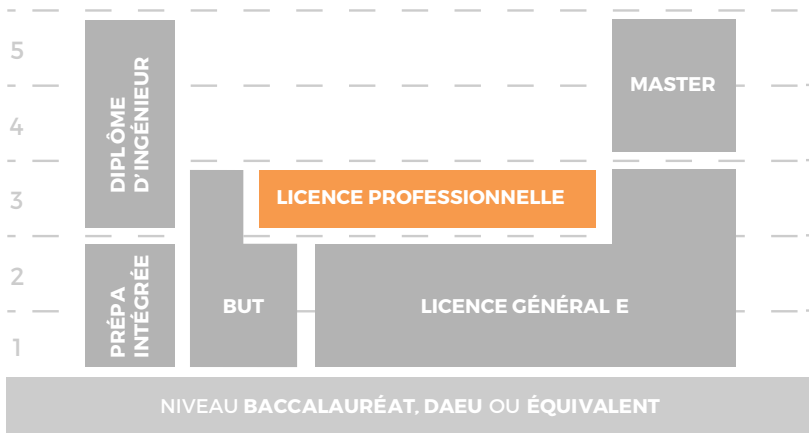 5
MASTER
DIPLÔME
D'INGÉNIEUR
4
3
LICENCE PROFESSIONNELLE
2
PRÉPA
INTÉGRÉE
BUT
LICENCE GÉNÉRAL E
1
NIVEAU BACCALAURÉAT, DAEU OU ÉQUIVALENT